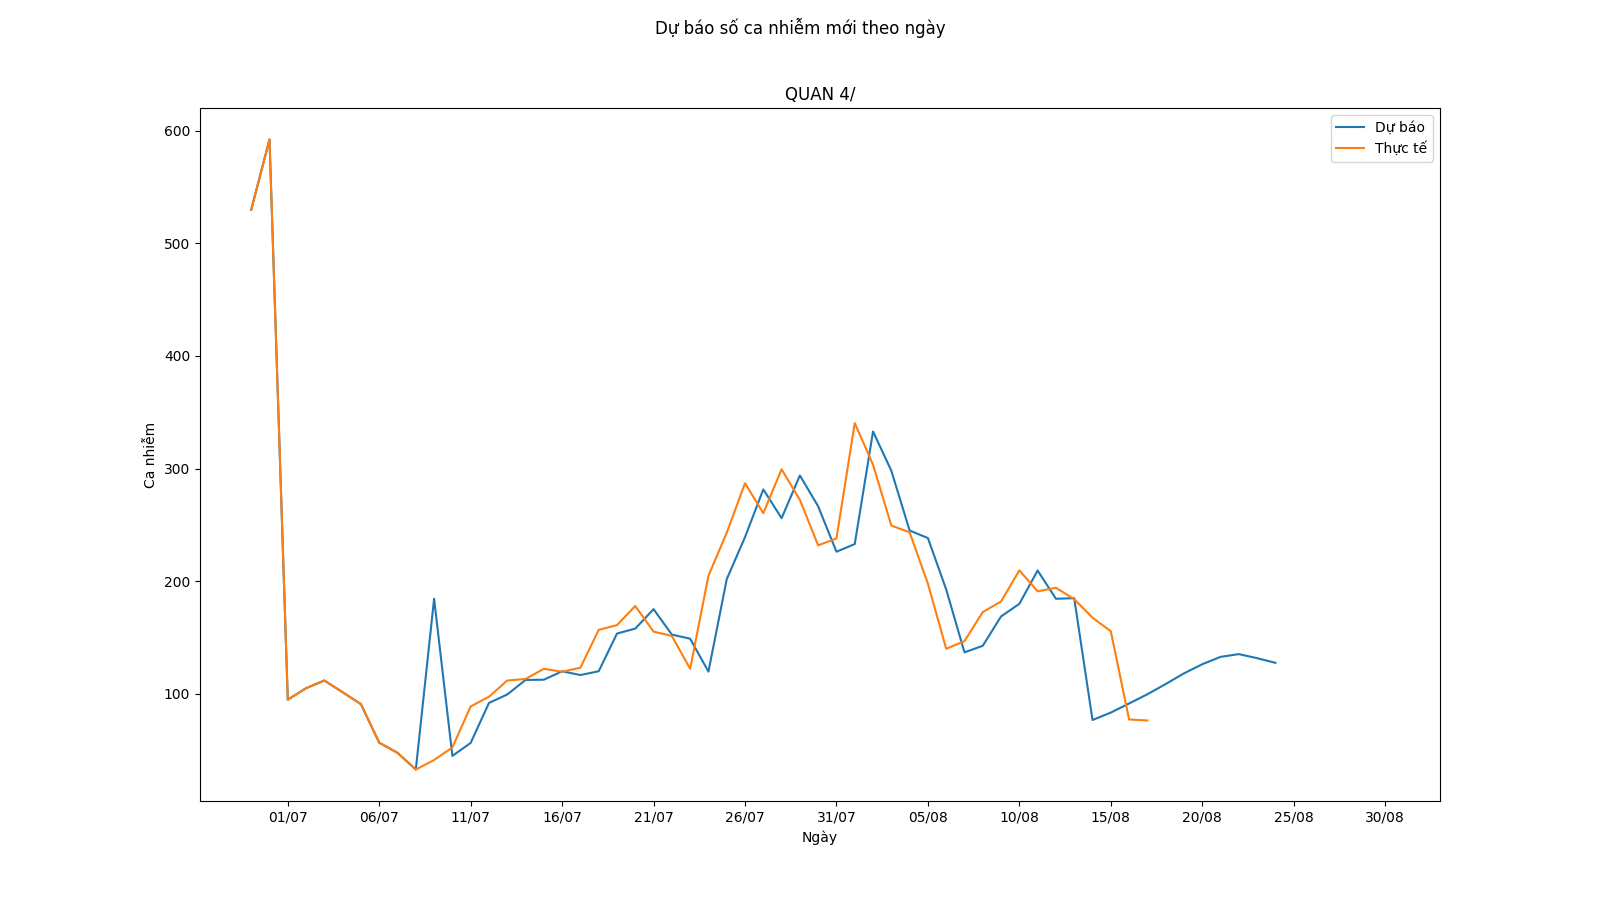 Dự báo số ca nhiễm mới theo ngày
QUAN 4/
Dự báo
Thực tế
600
500
400
300
200
100
Ca nhiễm
01/07 06/07 11/07 16/07 21/07 26/07 31/07 05/08 10/08 15/08 20/08 25/08 30/08
Ngày